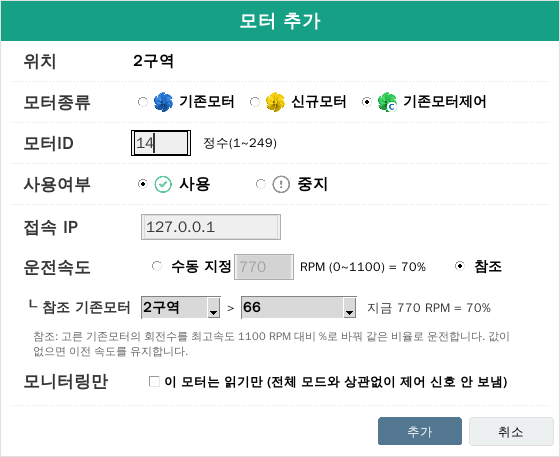 모터 추가
위치 2구역
모터종류 기존모터 신규모터 C 기존모터제어
모터ID 14 정수(1~249)
사용여부 사용 중지
접속 IP 127.0.0.1
운전속도 수동 지정 770 RPM (0~1100) = 70% 참조
┗ 참조 기존모터 2구역 > 66 지금 770 RPM = 70%
참조: 고른 기존모터의 회전수를 최고속도 1100 RPM 대비 %로 바꿔 같은 비율로 운전합니다. 값이
없으면 이전 속도를 유지합니다.
모니터링만 이 모터는 읽기만 (전체 모드와 상관없이 제어 신호 안 보냄)
추가 취소